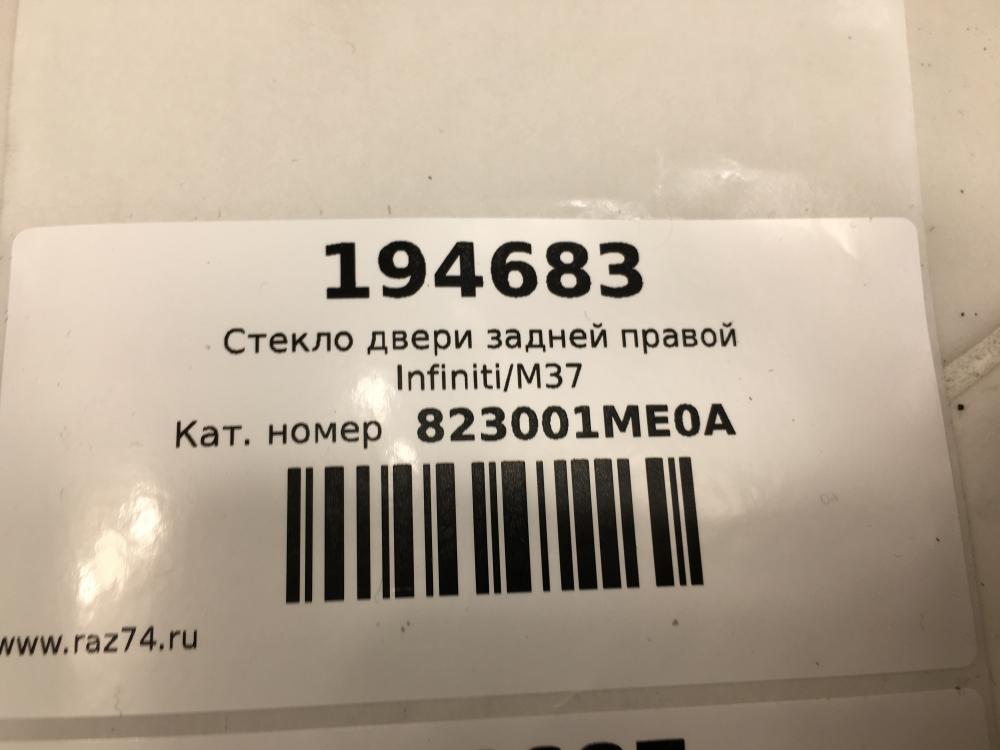 194683
Стекло двери задней правой
Infiniti/M37
Кат. номер 823001ME0A
www.raz74.ru